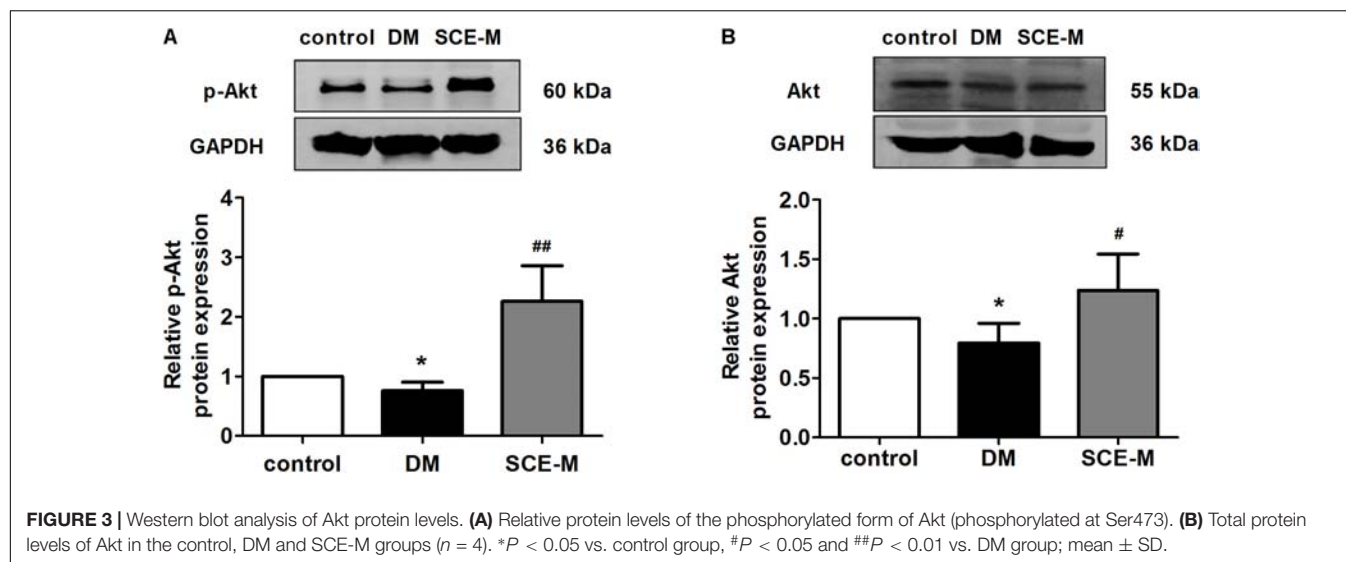 A
control DM SCE-M
p-Akt
60 kDa
GAPDH
36 kDa
Relative p-Akt
protein expression
4
3
2
1
0
*
##
control
DM
SCE-M
B
control DM SCE-M
Akt
55 kDa
GAPDH
36 kDa
Relative Akt
protein expression
2.0
1.5
1.0
0.5
0.0
*
#
control
DM
SCE-M
FIGURE 3 | Western blot analysis of Akt protein levels. (A) Relative protein levels of the phosphorylated form of Akt (phosphorylated at Ser473). (B) Total protein
levels of Akt in the control, DM and SCE-M groups (n = 4). *P < 0.05 vs. control group, #P < 0.05 and ##P < 0.01 vs. DM group; mean ± SD.